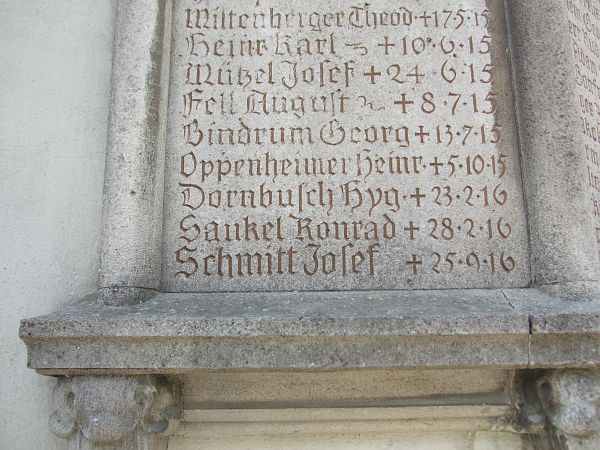 Miltenberger Theod · + 17 · 5 · 15
Heinr Karl ~ + 10 · 6 · 15
Mützel Josef + 24 · 6 · 15
Fell August ~ + 8 · 7 · 15
Bindrum Georg + 13 · 7 · 15
Oppenheimer Heinr · + 5 · 10 · 15
Dornbusch Hyg · + 23 · 2 · 16
Saukel Konrad + 28 · 2 · 16
Schmitt Josef + 25 · 9 · 16